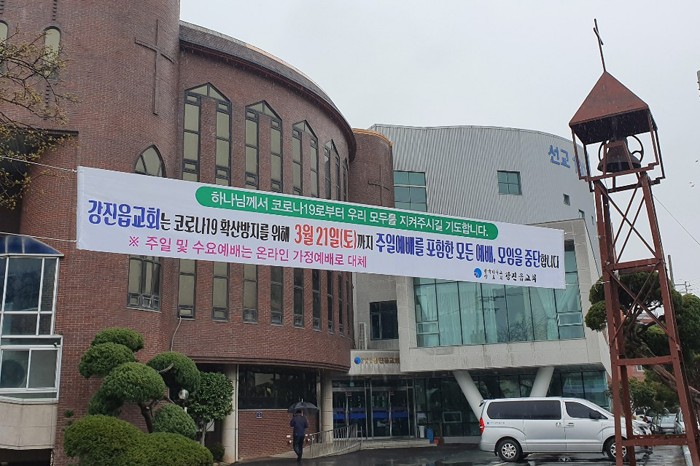 하나님께서 코로나19로부터 우리 모두를 지켜주시길 기도합니다.
강진읍교회는 코로나19 확산방지를 위해 3월 21일(토)까지 주일예배를 포함한 모든 예배, 모임을 중단합니다
※ 주일 및 수요예배는 온라인 가정예배로 대체
강진읍교회
선교